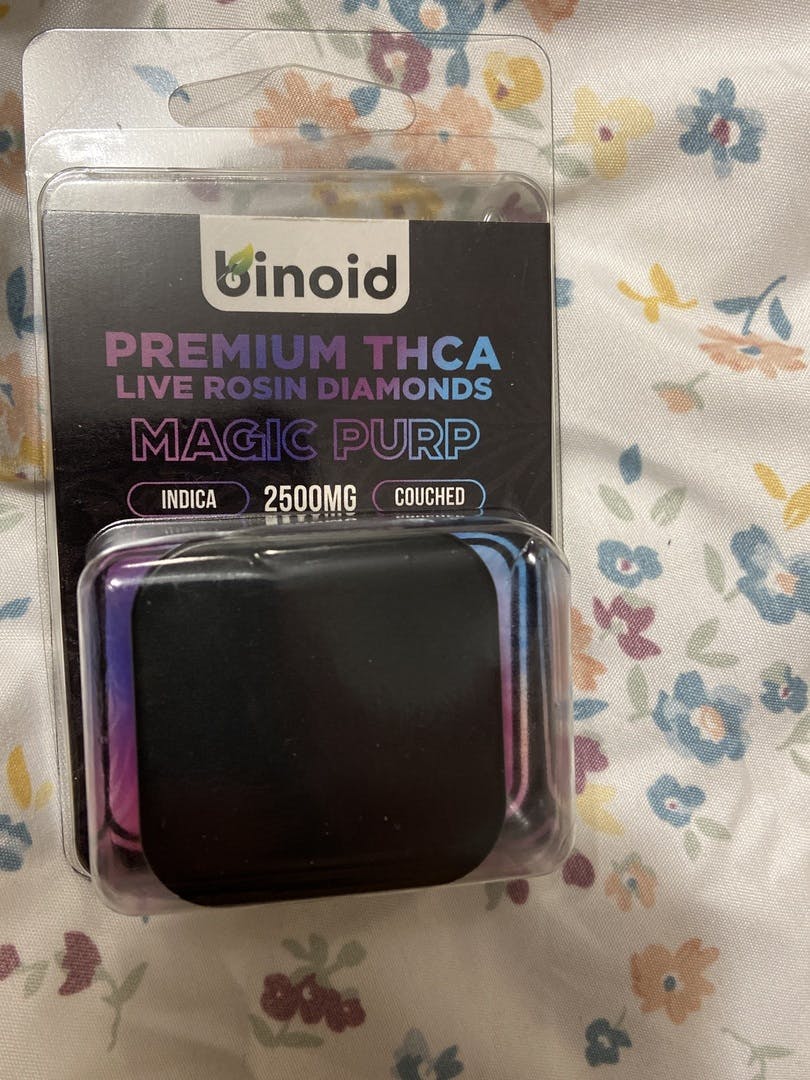 binoid
PREMIUM THCA
LIVE ROSIN DIAMONDS
MAGIC PURP
INDICA 2500MG COUCHED